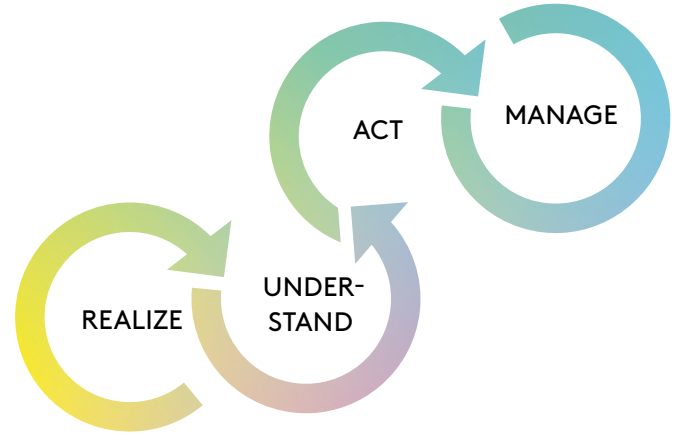 REALIZE
UNDER-
STAND
ACT
MANAGE